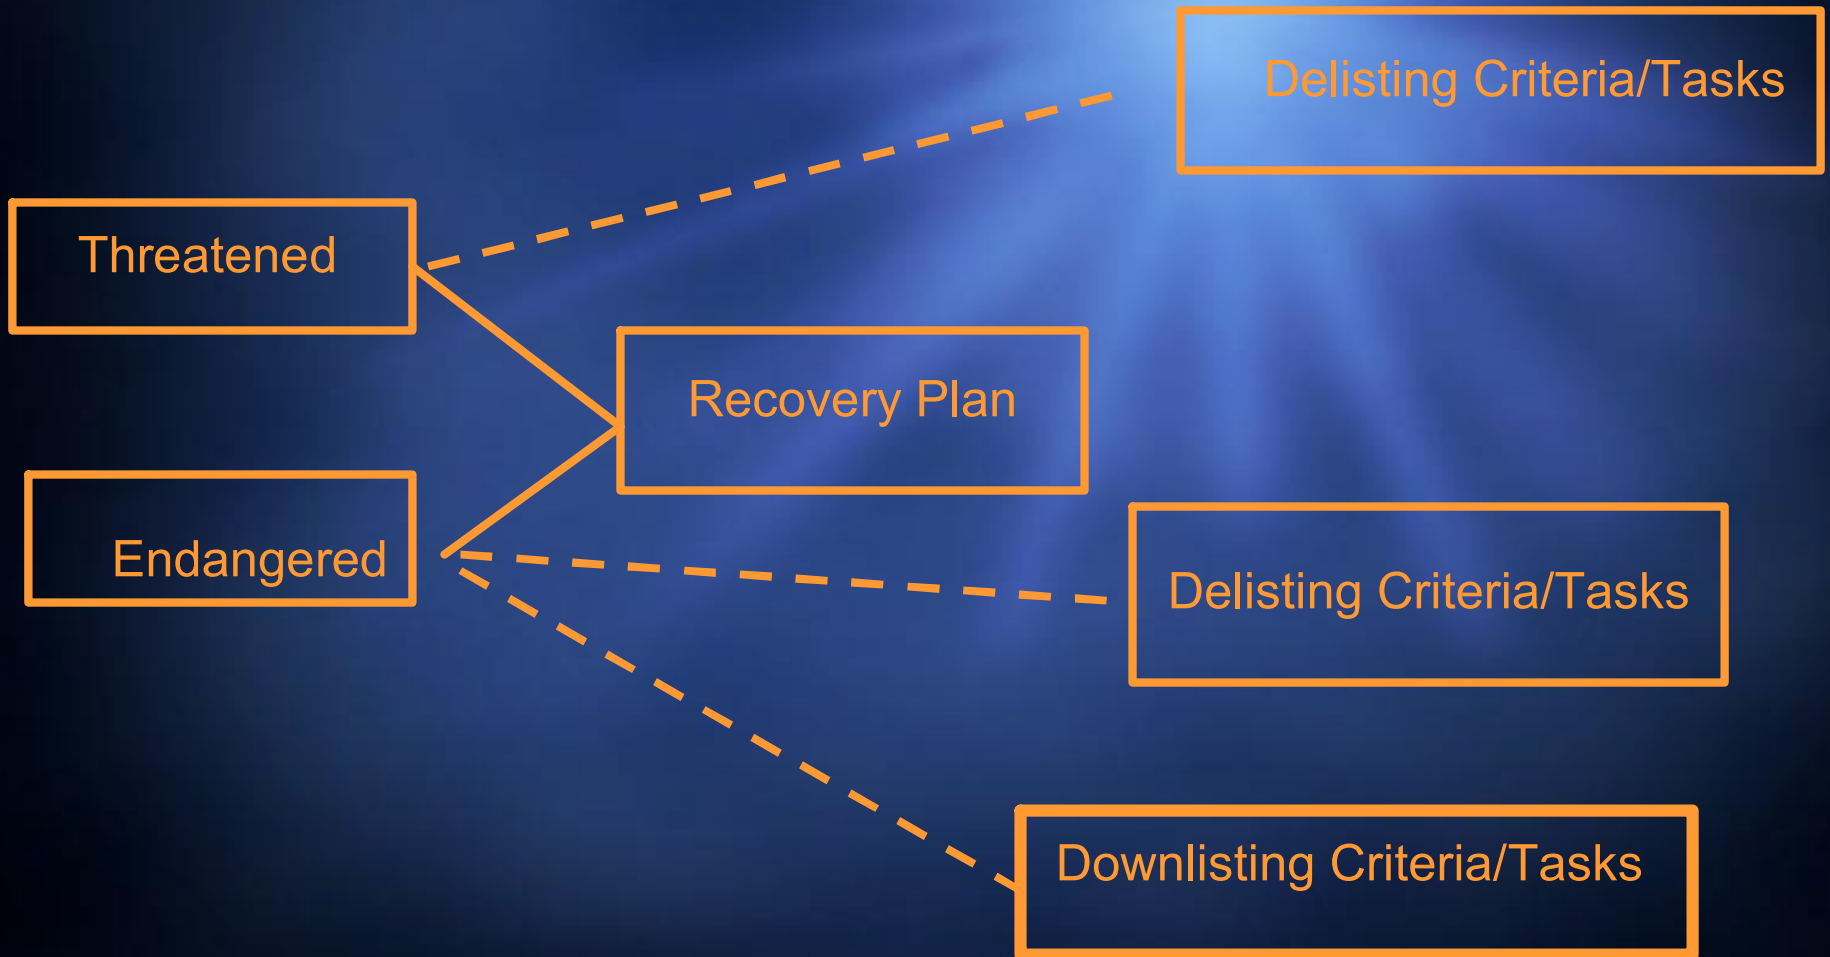 Delisting Criteria/Tasks
Threatened
Recovery Plan
Endangered
Delisting Criteria/Tasks
Downlisting Criteria/Tasks